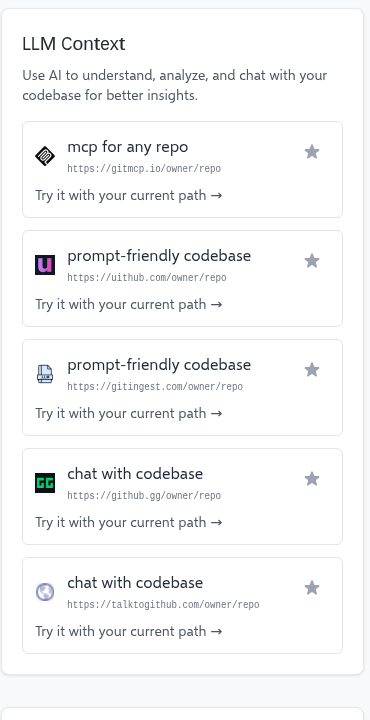 LLM Context
Use AI to understand, analyze, and chat with your
codebase for better insights.
mcp for any repo
https://gitmcp.io/owner/repo
Try it with your current path →
u
prompt-friendly codebase
https://uithub.com/owner/repo
Try it with your current path →
prompt-friendly codebase
https://gitingest.com/owner/repo
Try it with your current path →
GG
chat with codebase
https://github.gg/owner/repo
Try it with your current path →
chat with codebase
https://talktogithub.com/owner/repo
Try it with your current path →